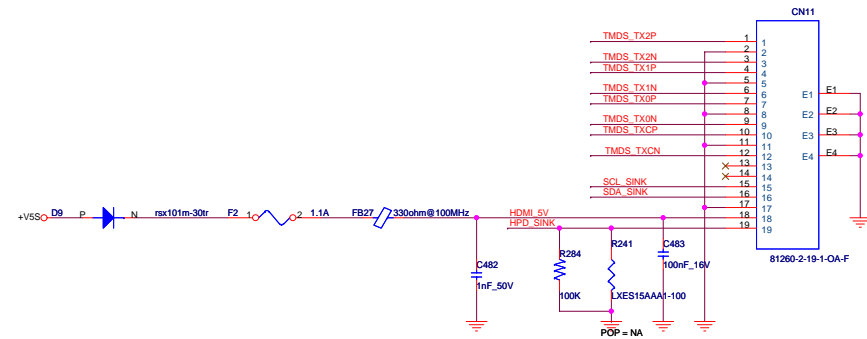 CN11
TMDS_TX2P 1 1
2 2
TMDS_TX2N 3 3
TMDS_TX1P 4 4
5 5
TMDS_TX1N 6 6 E1 E1
TMDS_TX0P 7 7
8 8 E2 E2
TMDS_TX0N 9 9
TMDS_TXCP 10 10 E3 E3
11 11
TMDS_TXCN 12 12 E4 E4
13 13
14 14
SCL_SINK 15 15
SDA_SINK 16 16
17 17
+V5S D9 P N rsx101m-30tr F2 1 2 1.1A FB27 330ohm@100MHz HDMI_5V 18 18
HPD_SINK 19 19
R241 C483
R284 100nF_16V 81260-2-19-1-OA-F
C482
1nF_50V
100K LXES15AAA1-100
POP = NA